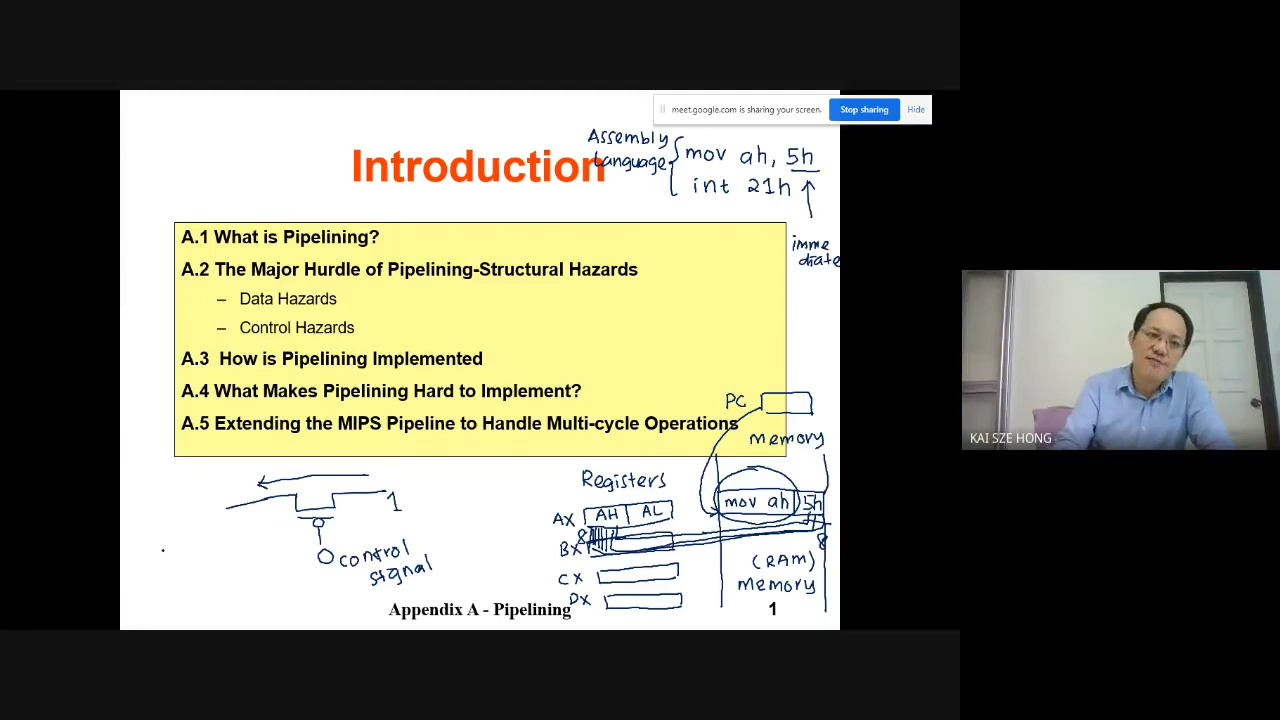 meet.google.com is sharing your screen.
Stop sharing
Hide
Assembly
Language
mov ah, 5h
int 21h
imme
diate
Introduction
A.1 What is Pipelining?
A.2 The Major Hurdle of Pipelining-Structural Hazards
– Data Hazards
– Control Hazards
A.3 How is Pipelining Implemented
A.4 What Makes Pipelining Hard to Implement?
A.5 Extending the MIPS Pipeline to Handle Multi-cycle Operations
PC
memory
KAI SZE HONG
1
control
signal
Registers
AX AH AL
8
BX
CX
DX
mov ah 5h
8
(RAM)
memory
Appendix A - Pipelining
1